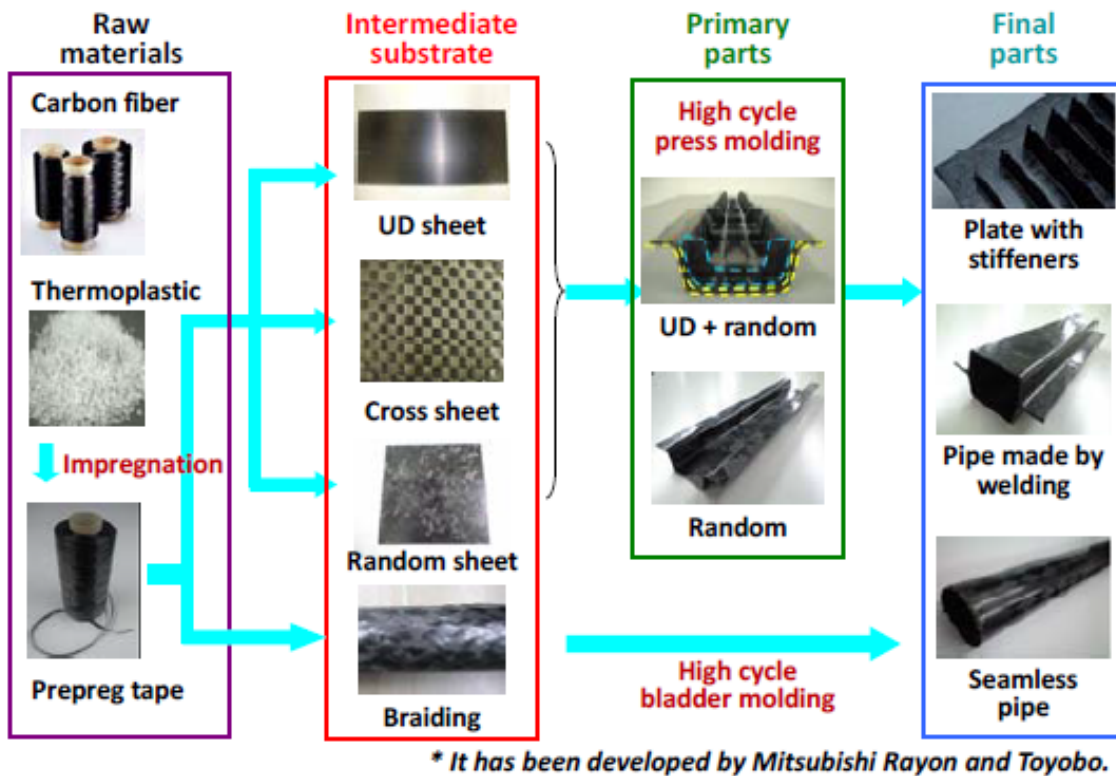 Raw
materials
Intermediate
substrate
Primary
parts
Final
parts
Carbon fiber
Thermoplastic
Impregnation
Prepreg tape
UD sheet
Cross sheet
Random sheet
Braiding
High cycle
press molding
UD + random
Random
High cycle
bladder molding
Plate with
stiffeners
Pipe made by
welding
Seamless
pipe
* It has been developed by Mitsubishi Rayon and Toyobo.